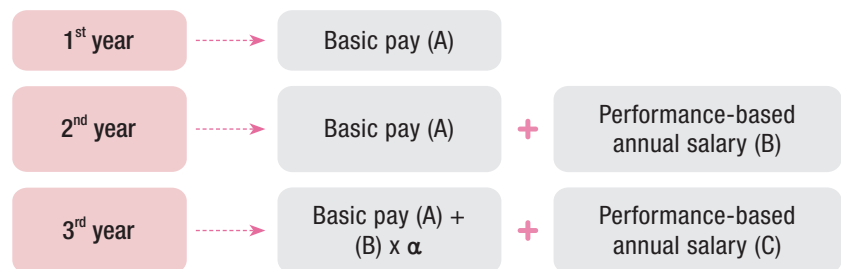 1st year
Basic pay (A)
2nd year
Basic pay (A)
+
Performance-based
annual salary (B)
3rd year
Basic pay (A) +
(B) x α
+
Performance-based
annual salary (C)